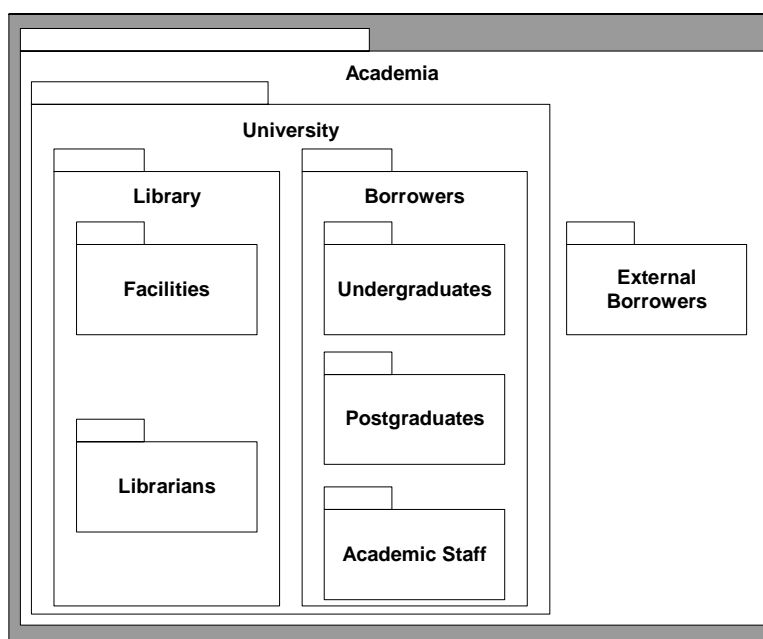 Academia
University
Library
Borrowers
Facilities
Undergraduates
External
Borrowers
Postgraduates
Librarians
Academic Staff